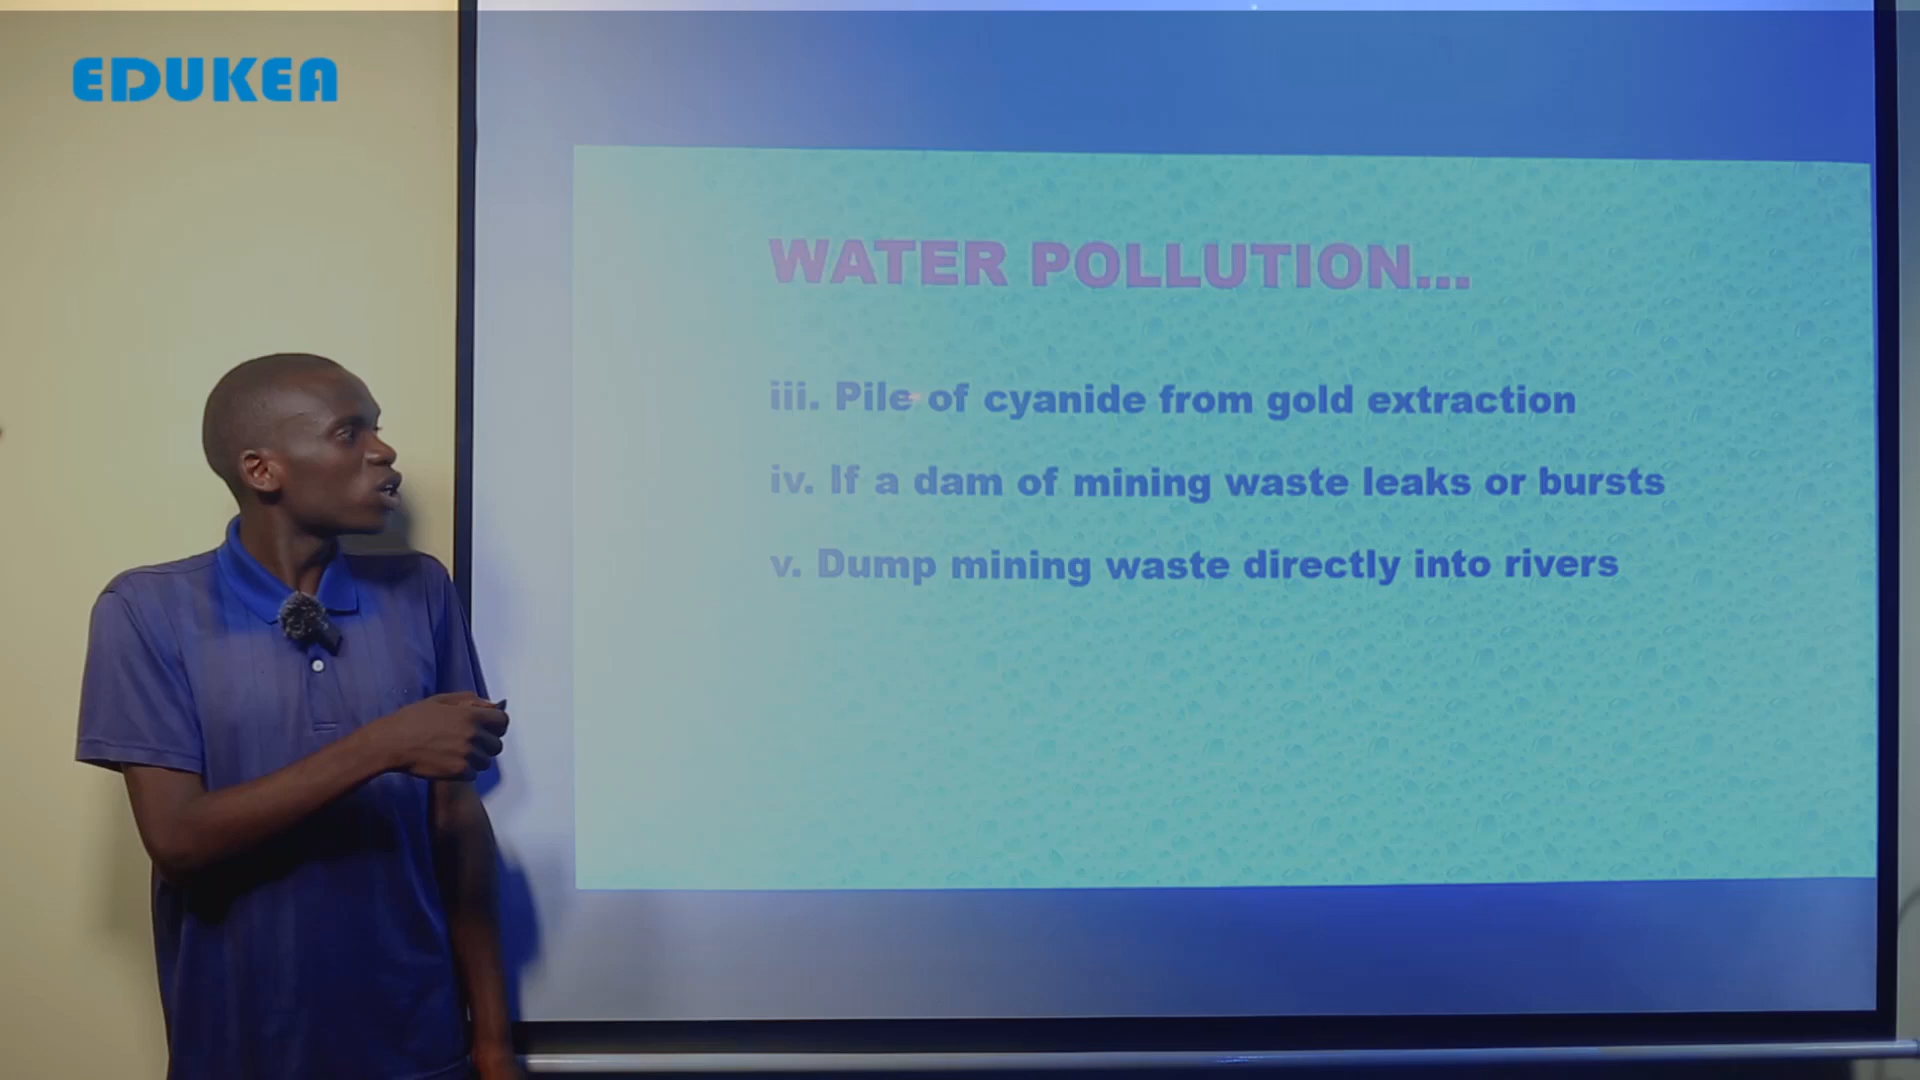 EDUKEA
WATER POLLUTION...
iii. Pile of cyanide from gold extraction
iv. If a dam of mining waste leaks or bursts
v. Dump mining waste directly into rivers